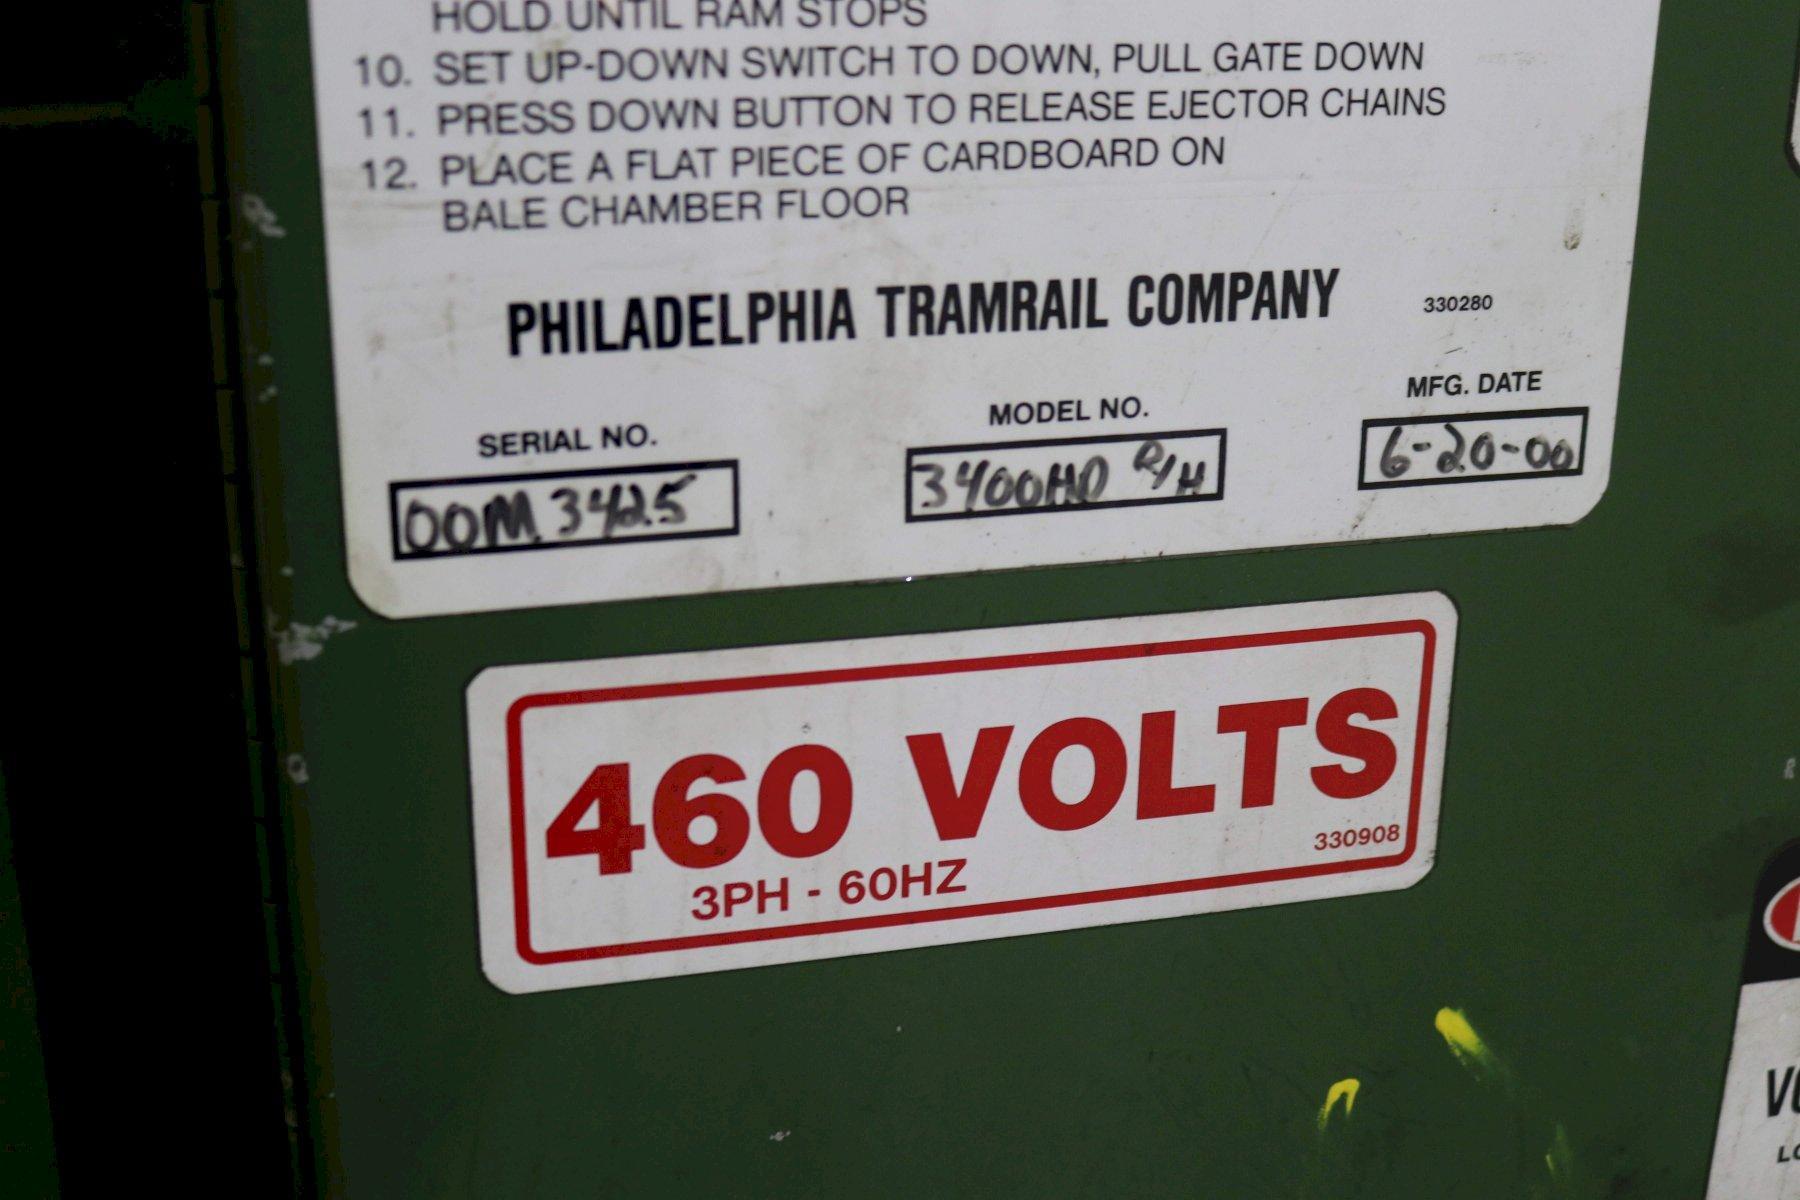 HOLD UNTIL RAM STOPS
10. SET UP-DOWN SWITCH TO DOWN, PULL GATE DOWN
11. PRESS DOWN BUTTON TO RELEASE EJECTOR CHAINS
12. PLACE A FLAT PIECE OF CARDBOARD ON
BALE CHAMBER FLOOR
PHILADELPHIA TRAMRAIL COMPANY 330280
SERIAL NO. MODEL NO. MFG. DATE
00M3425 3400HD R/H 6-20-00
460 VOLTS
3PH - 60HZ 330908